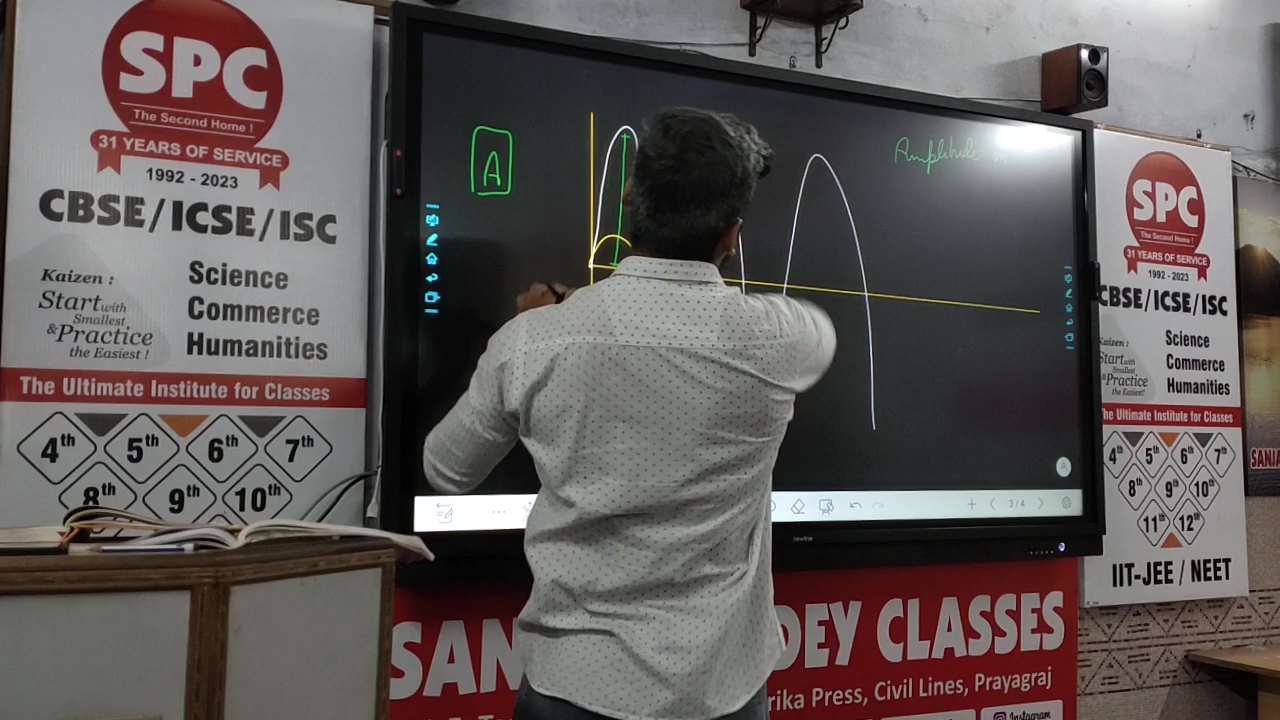 SPC
The Second Home !
31 YEARS OF SERVICE
1992 - 2023
CBSE/ICSE/ISC
Kaizen :
Start with
Smallest
& Practice
the Easiest !
Science
Commerce
Humanities
The Ultimate Institute for Classes
4th 5th 6th 7th
8th 9th 10th
A
Amplitude
3/4
newline
SPC
The Second Home !
31 YEARS OF SERVICE
1992 - 2023
CBSE/ICSE/ISC
Kaizen :
Start with
Smallest
& Practice
the Easiest!
Science
Commerce
Humanities
The Ultimate Institute for Classes
4th 5th 6th 7th
8th 9th 10th
11th 12th
IIT-JEE / NEET
SANJA
SAN DEY CLASSES
rika Press, Civil Lines, Prayagraj
Instagram